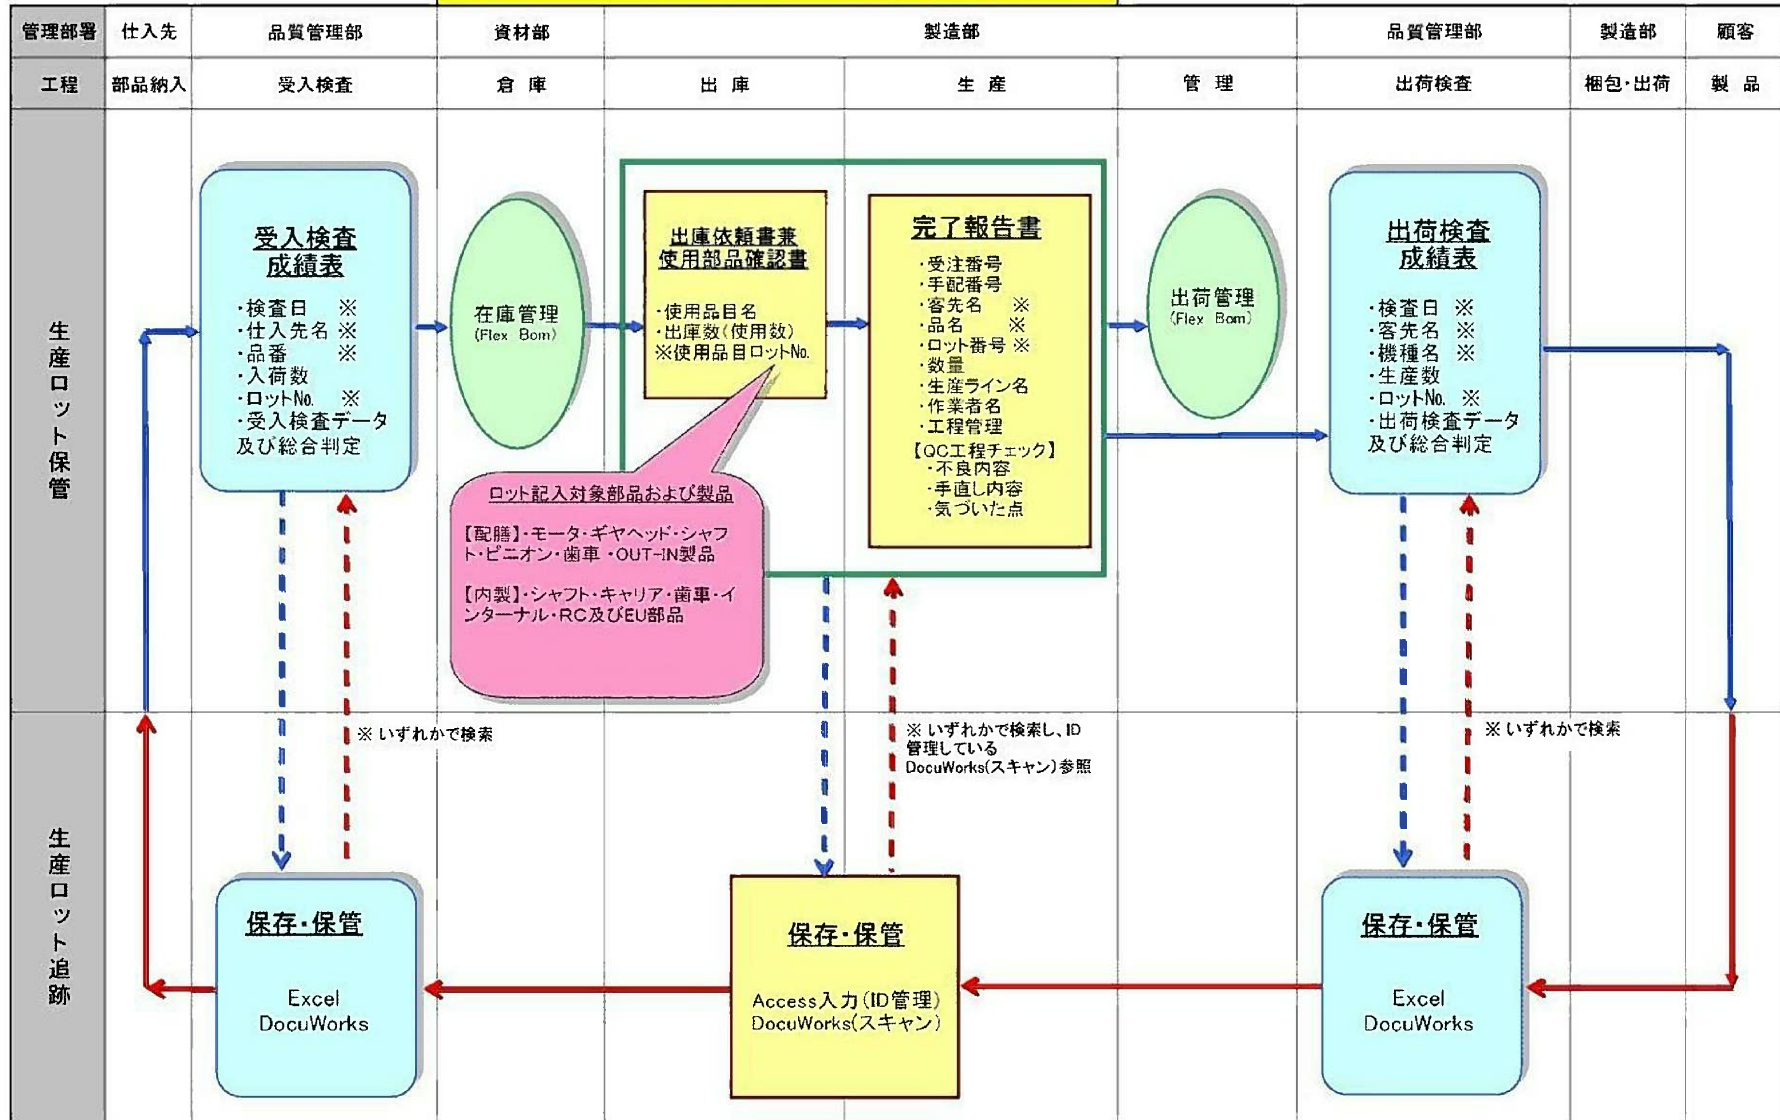 管理部署 仕入先 品質管理部 資材部 製造部 品質管理部 製造部 顧客
工程 部品納入 受入検査 倉 庫 出 庫 生 産 管 理 出荷検査 梱包・出荷 製 品
生産ロット保管
受入検査
成績表
・検査日 ※
・仕入先名 ※
・品番 ※
・入荷数
・ロットNo. ※
・受入検査データ
及び総合判定
在庫管理
(Flex Bom)
出庫依頼書兼
使用部品確認書
・使用品目名
・出庫数(使用数)
※使用品目ロットNo.
完了報告書
・受注番号
・手配番号
・客先名 ※
・品名 ※
・ロット番号 ※
・数量
・生産ライン名
・作業者名
・工程管理
【QC工程チェック】
・不良内容
・手直し内容
・気づいた点
出荷管理
(Flex Bom)
出荷検査
成績表
・検査日 ※
・客先名 ※
・機種名 ※
・生産数
・ロットNo. ※
・出荷検査データ
及び総合判定
ロット記入対象部品および製品
【配膳】・モータ・ギヤヘッド・シャフ
ト・ピニオン・歯車・OUT-IN製品
【内製】・シャフト・キャリア・歯車・イ
ンターナル・RC及びEU部品
※ いずれかで検索
※ いずれかで検索し、ID
管理している
DocuWorks(スキャン)参照
※ いずれかで検索
生産ロット追跡
保存・保管
Excel
DocuWorks
保存・保管
Access入力(ID管理)
DocuWorks(スキャン)
保存・保管
Excel
DocuWorks